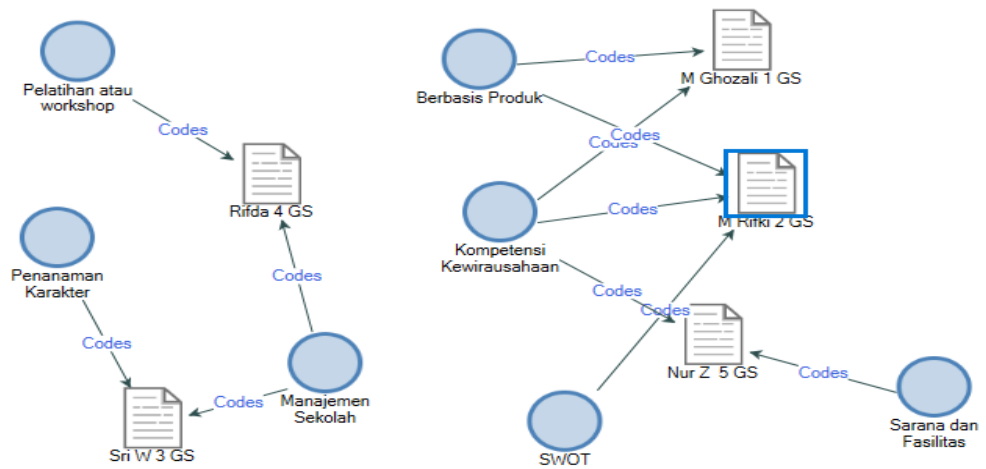 Pelatihan atau
workshop
Codes
Rifda 4 GS
Penanaman
Karakter
Codes
Codes
Manajemen
Sekolah
Codes
Sri W 3 GS
Berbasis Produk
Codes
M Ghozali 1 GS
Codes
Codes
Kompetensi
Kewirausahaan
Codes
M Rifki 2 GS
Codes
Codes
Nur Z  5 GS
Codes
Sarana dan
Fasilitas
SWOT